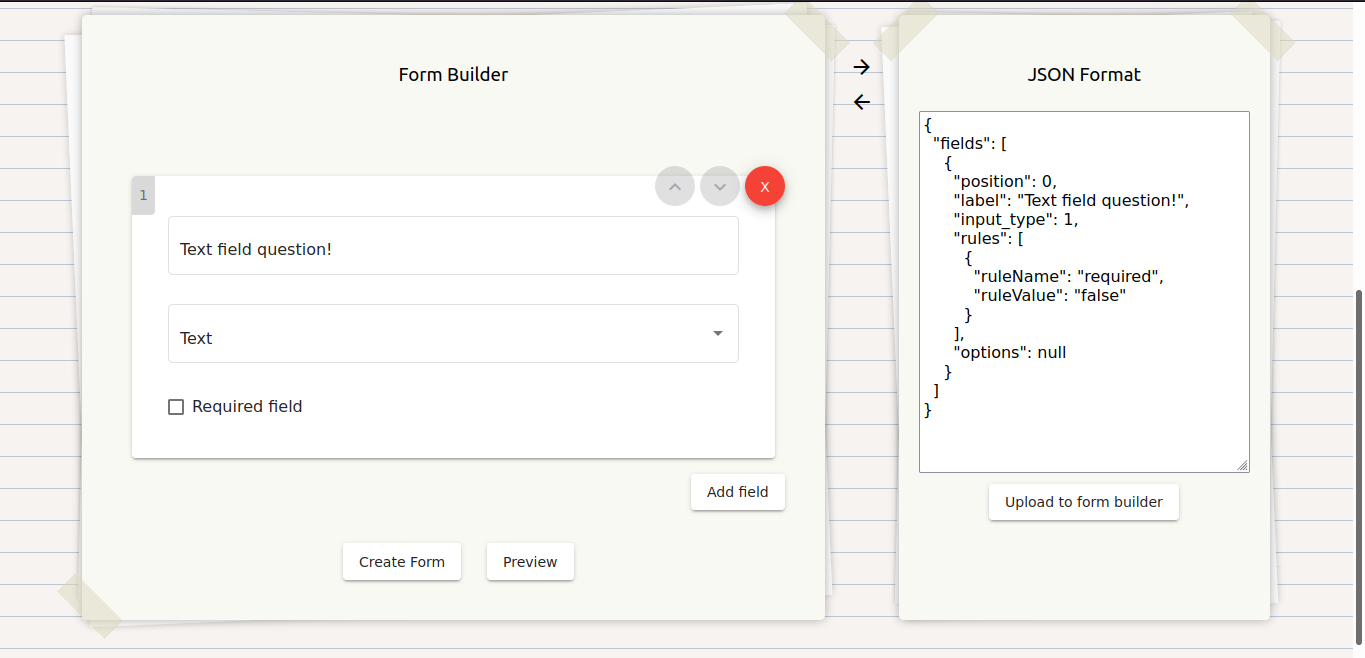 Form Builder
1
X
Text field question!
Text
Required field
Add field
Create Form
Preview
JSON Format
{
"fields": [
{
"position": 0,
"label": "Text field question!",
"input_type": 1,
"rules": [
{
"ruleName": "required",
"ruleValue": "false"
}
],
"options": null
}
]
}
Upload to form builder